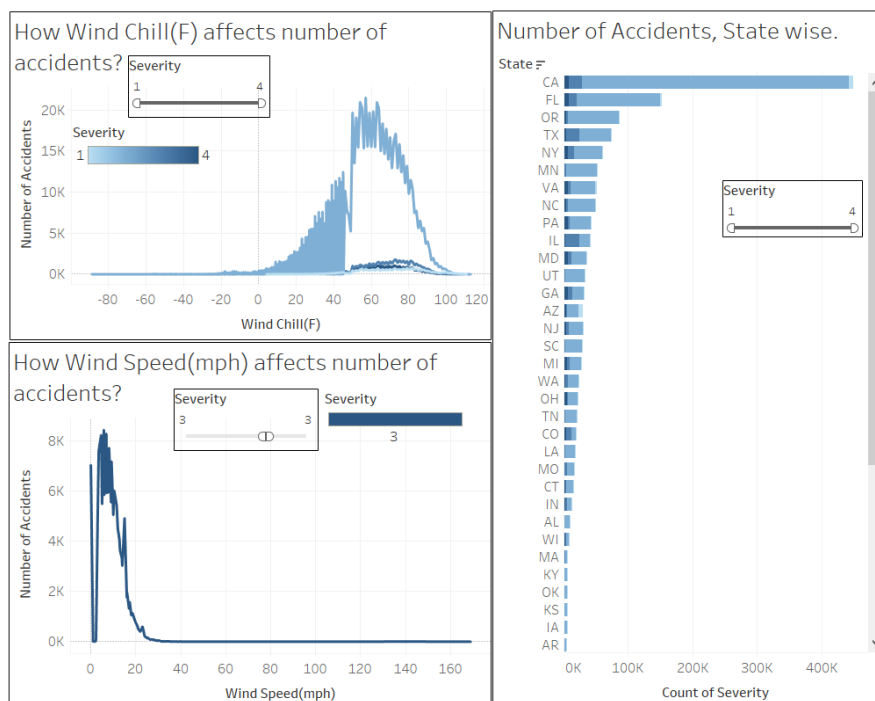 How Wind Chill(F) affects number of
accidents?
Severity
1 4
Severity
1 4
20K
15K
10K
5K
0K
Number of Accidents
-80 -60 -40 -20 0 20 40 60 80 100 120
Wind Chill(F)
How Wind Speed(mph) affects number of
accidents?
Severity
3 3
Severity
3
8K
6K
4K
2K
0K
Number of Accidents
0 20 40 60 80 100 120 140 160
Wind Speed(mph)
Number of Accidents, State wise.
State
CA
FL
OR
TX
NY
MN
VA
NC
PA
IL
MD
UT
GA
AZ
NJ
SC
MI
WA
OH
TN
CO
LA
MO
CT
IN
AL
WI
MA
KY
OK
KS
IA
AR
Severity
1 4
0K 100K 200K 300K 400K
Count of Severity